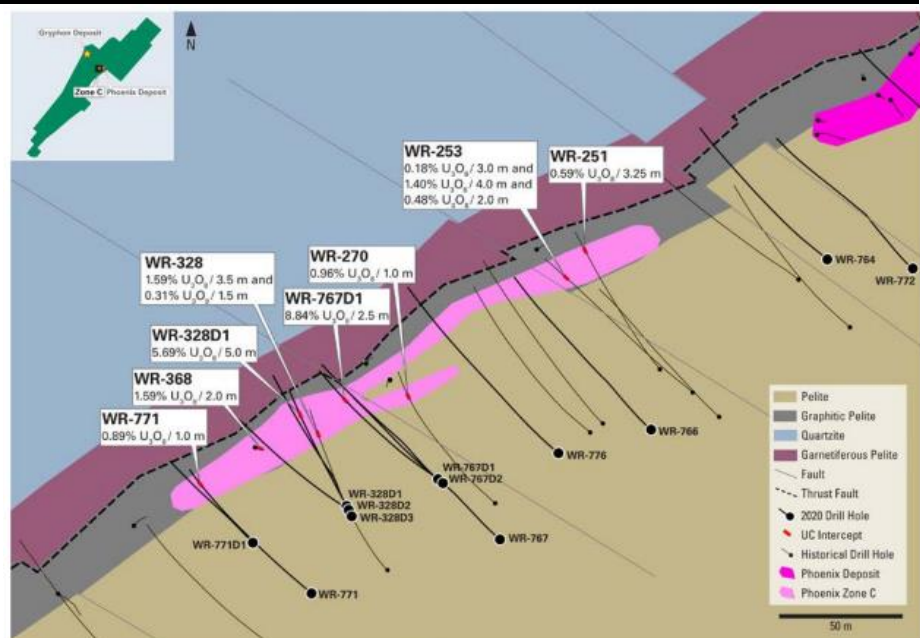 Gryphon Deposit
Zone C Phoenix Deposit
N
WR-253
0.18% U₃O₈ / 3.0 m and
1.40% U₃O₈ / 4.0 m and
0.48% U₃O₈ / 2.0 m
WR-251
0.59% U₃O₈ / 3.25 m
WR-328
1.59% U₃O₈ / 3.5 m and
0.31% U₃O₈ / 1.5 m
WR-270
0.96% U₃O₈ / 1.0 m
WR-767D1
8.84% U₃O₈ / 2.5 m
WR-328D1
5.69% U₃O₈ / 5.0 m
WR-368
1.59% U₃O₈ / 2.0 m
WR-771
0.89% U₃O₈ / 1.0 m
WR-764
WR-772
WR-766
WR-776
WR-767D1
WR-767D2
WR-328D1
WR-328D2
WR-328D3
WR-767
WR-771D1
WR-771
Pelite
Graphitic Pelite
Quartzite
Garnetiferous Pelite
Fault
Thrust Fault
2020 Drill Hole
UC Intercept
Historical Drill Hole
Phoenix Deposit
Phoenix Zone C
50 m